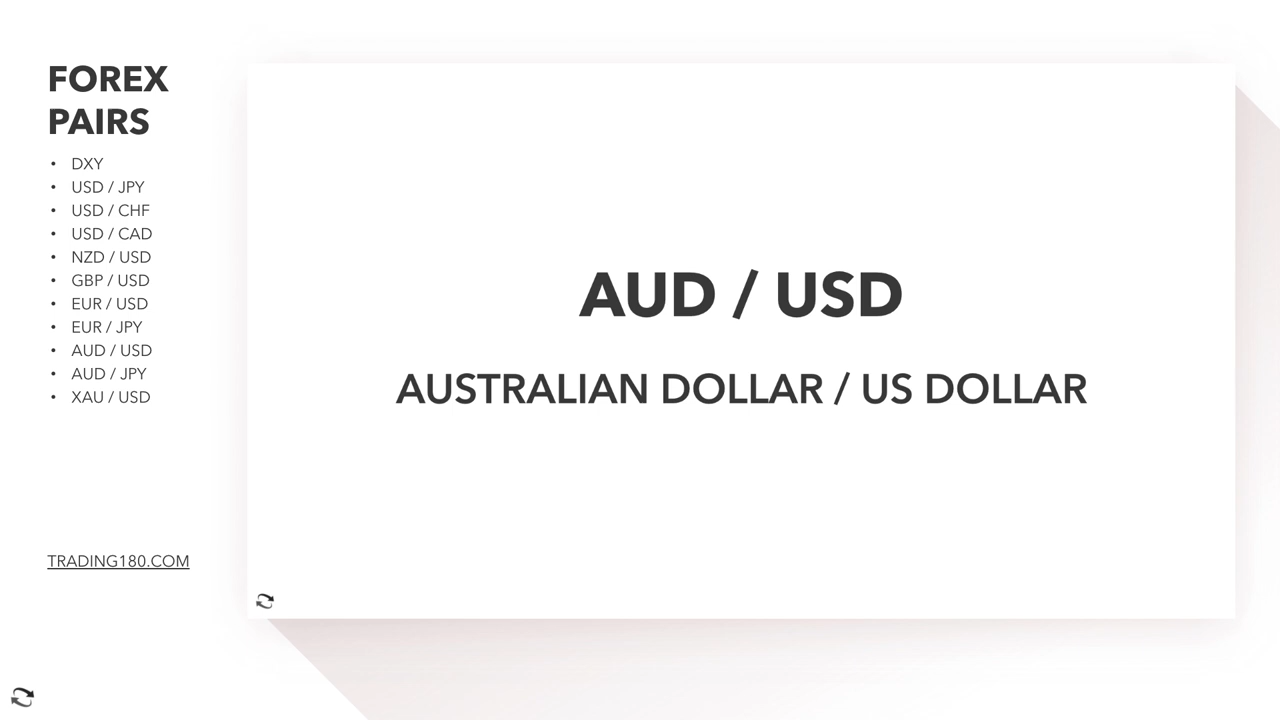 FOREX
PAIRS
• DXY
• USD / JPY
• USD / CHF
• USD / CAD
• NZD / USD
• GBP / USD
• EUR / USD
• EUR / JPY
• AUD / USD
• AUD / JPY
• XAU / USD
TRADING180.COM
AUD / USD
AUSTRALIAN DOLLAR / US DOLLAR